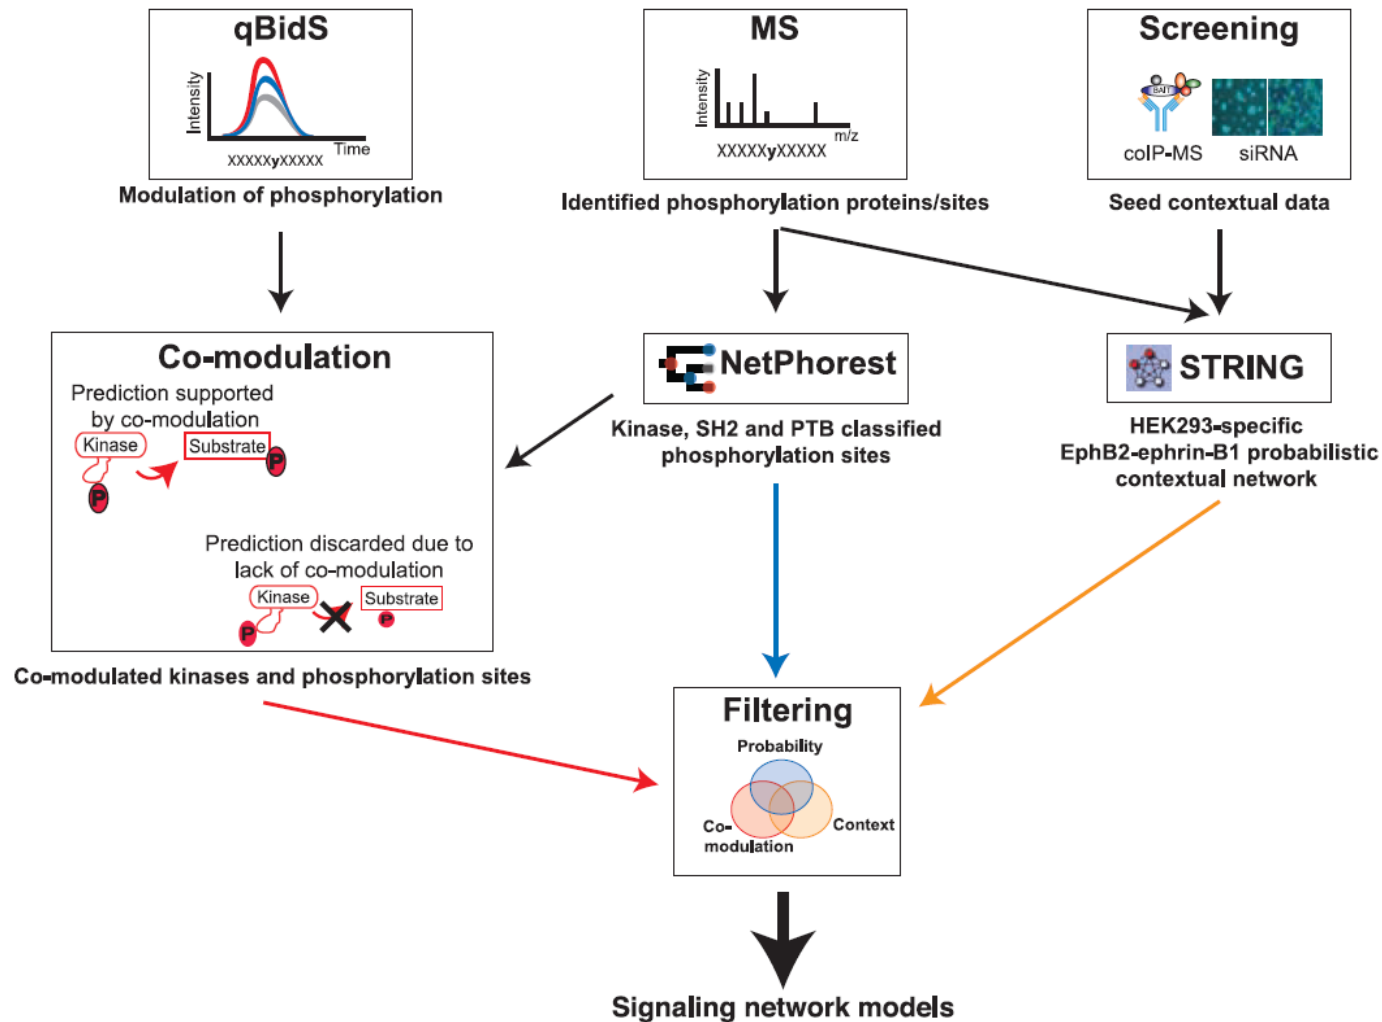 qBidS
Intensity
Time
XXXXXyXXXXX
Modulation of phosphorylation
MS
Intensity
m/z
XXXXXyXXXXX
Identified phosphorylation proteins/sites
Screening
BAIT
coIP-MS
siRNA
Seed contextual data
Co-modulation
Prediction supported
by co-modulation
Kinase
Substrate
P
P
Prediction discarded due to
lack of co-modulation
Kinase
Substrate
P
P
Co-modulated kinases and phosphorylation sites
NetPhorest
Kinase, SH2 and PTB classified
phosphorylation sites
STRING
HEK293-specific
EphB2-ephrin-B1 probabilistic
contextual network
Filtering
Probability
Co-
modulation
Context
Signaling network models